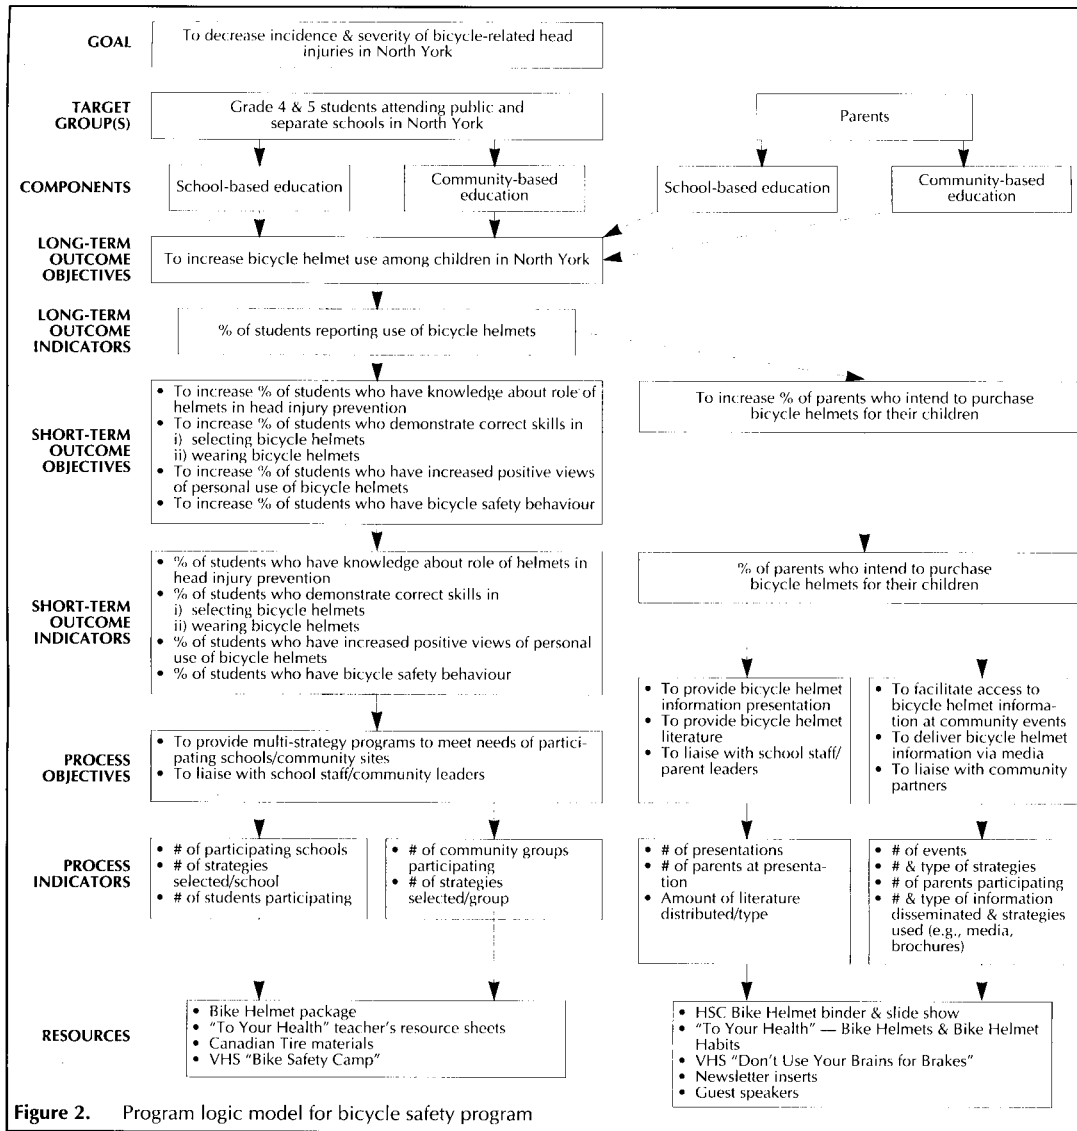 GOAL
To decrease incidence & severity of bicycle-related head
injuries in North York
TARGET
GROUP(S)
Grade 4 & 5 students attending public and
separate schools in North York
Parents
COMPONENTS
School-based education
Community-based
education
School-based education
Community-based
education
LONG-TERM
OUTCOME
OBJECTIVES
To increase bicycle helmet use among children in North York
LONG-TERM
OUTCOME
INDICATORS
% of students reporting use of bicycle helmets
SHORT-TERM
OUTCOME
OBJECTIVES
• To increase % of students who have knowledge about role of
helmets in head injury prevention
• To increase % of students who demonstrate correct skills in
i) selecting bicycle helmets
ii) wearing bicycle helmets
• To increase % of students who have increased positive views
of personal use of bicycle helmets
• To increase % of students who have bicycle safety behaviour
To increase % of parents who intend to purchase
bicycle helmets for their children
SHORT-TERM
OUTCOME
INDICATORS
• % of students who have knowledge about role of helmets in
head injury prevention
• % of students who demonstrate correct skills in
i) selecting bicycle helmets
ii) wearing bicycle helmets
• % of students who have increased positive views of personal
use of bicycle helmets
• % of students who have bicycle safety behaviour
% of parents who intend to purchase
bicycle helmets for their children
PROCESS
OBJECTIVES
• To provide multi-strategy programs to meet needs of partici-
pating schools/community sites
• To liaise with school staff/community leaders
• To provide bicycle helmet
information presentation
• To provide bicycle helmet
literature
• To liaise with school staff/
parent leaders
• To facilitate access to
bicycle helmet informa-
tion at community events
• To deliver bicycle helmet
information via media
• To liaise with community
partners
PROCESS
INDICATORS
• # of participating schools
• # of strategies
selected/school
• # of students participating
• # of community groups
participating
• # of strategies
selected/group
• # of presentations
• # of parents at presenta-
tion
• Amount of literature
distributed/type
• # of events
• # & type of strategies
• # of parents participating
• # & type of information
disseminated & strategies
used (e.g., media,
brochures)
RESOURCES
• Bike Helmet package
• "To Your Health" teacher's resource sheets
• Canadian Tire materials
• VHS "Bike Safety Camp"
• HSC Bike Helmet binder & slide show
• "To Your Health" — Bike Helmets & Bike Helmet
Habits
• VHS "Don't Use Your Brains for Brakes"
• Newsletter inserts
• Guest speakers
Figure 2. Program logic model for bicycle safety program